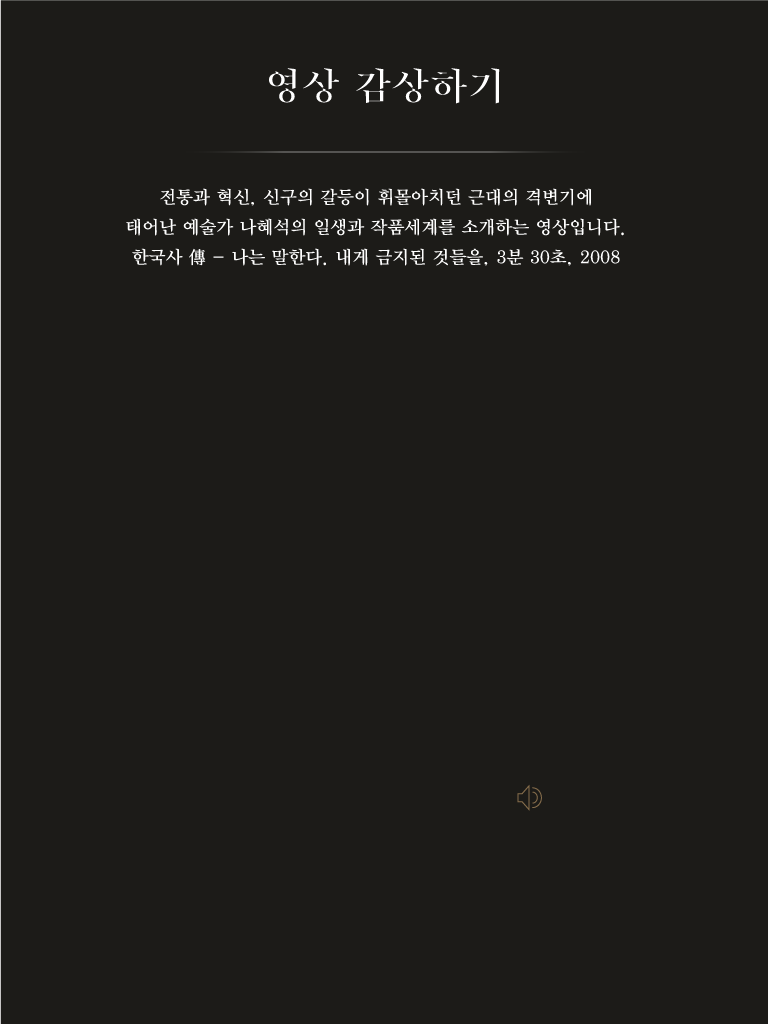 영상 감상하기
전통과 혁신, 신구의 갈등이 휘몰아치던 근대의 격변기에
태어난 예술가 나혜석의 일생과 작품세계를 소개하는 영상입니다.
한국사 傳 – 나는 말한다. 내게 금지된 것들을, 3분 30초, 2008